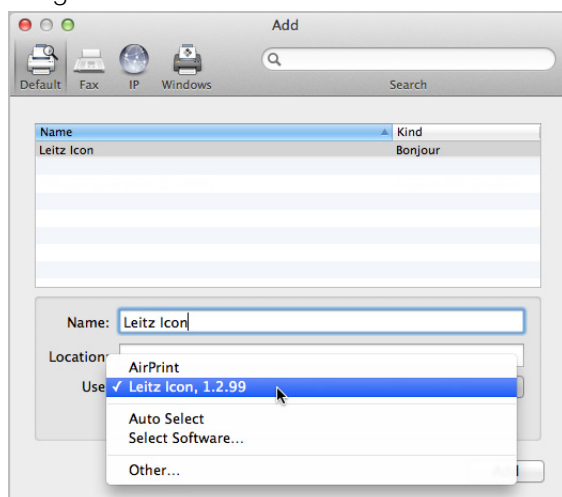 Add
Default Fax IP Windows Search
Name Kind
Leitz Icon Bonjour
Name: Leitz Icon
Location:
AirPrint
Use ✓ Leitz Icon, 1.2.99
Auto Select
Select Software...
Other...